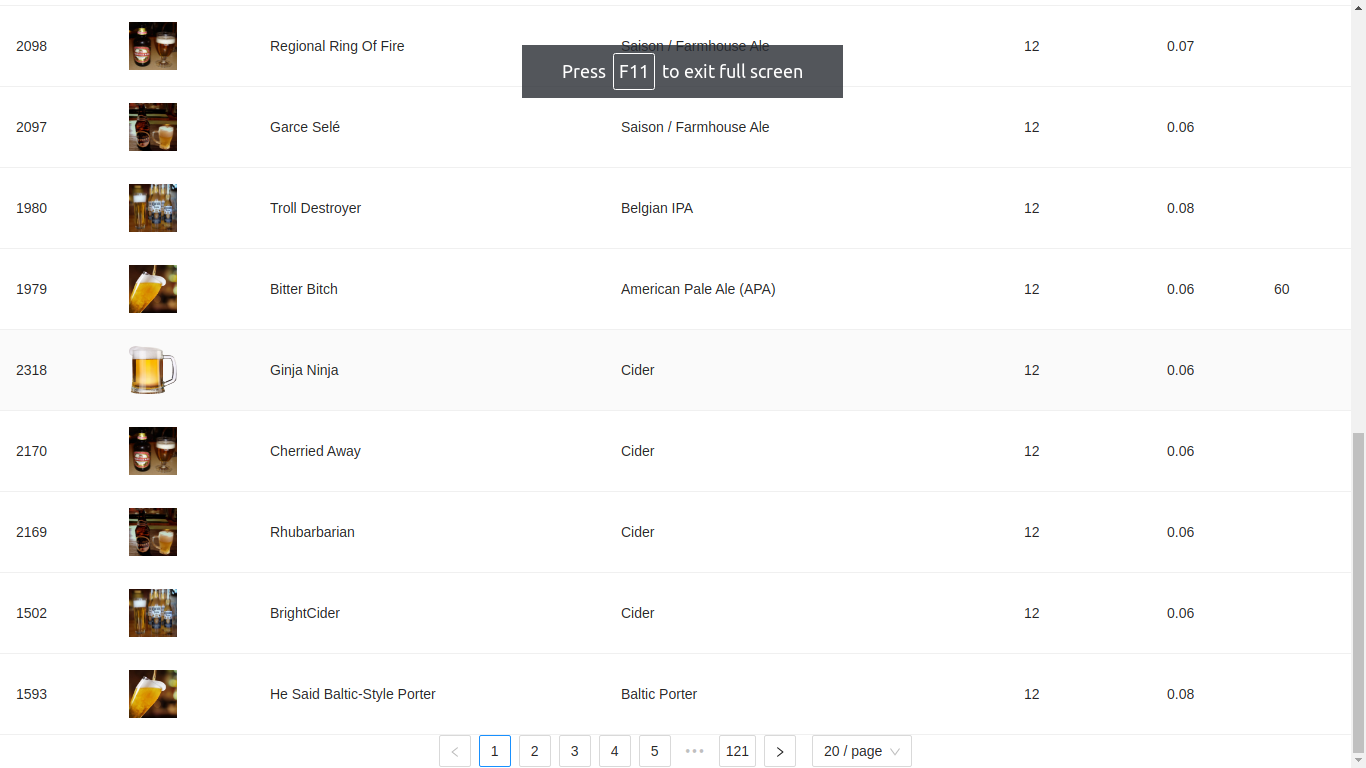 2098 Regional Ring Of Fire Saison / Farmhouse Ale 12 0.07
Press F11 to exit full screen
2097 Garce Selé Saison / Farmhouse Ale 12 0.06
1980 Troll Destroyer Belgian IPA 12 0.08
1979 Bitter Bitch American Pale Ale (APA) 12 0.06 60
2318 Ginja Ninja Cider 12 0.06
2170 Cherried Away Cider 12 0.06
2169 Rhubarbarian Cider 12 0.06
1502 BrightCider Cider 12 0.06
1593 He Said Baltic-Style Porter Baltic Porter 12 0.08
1 2 3 4 5 ••• 121 20 / page